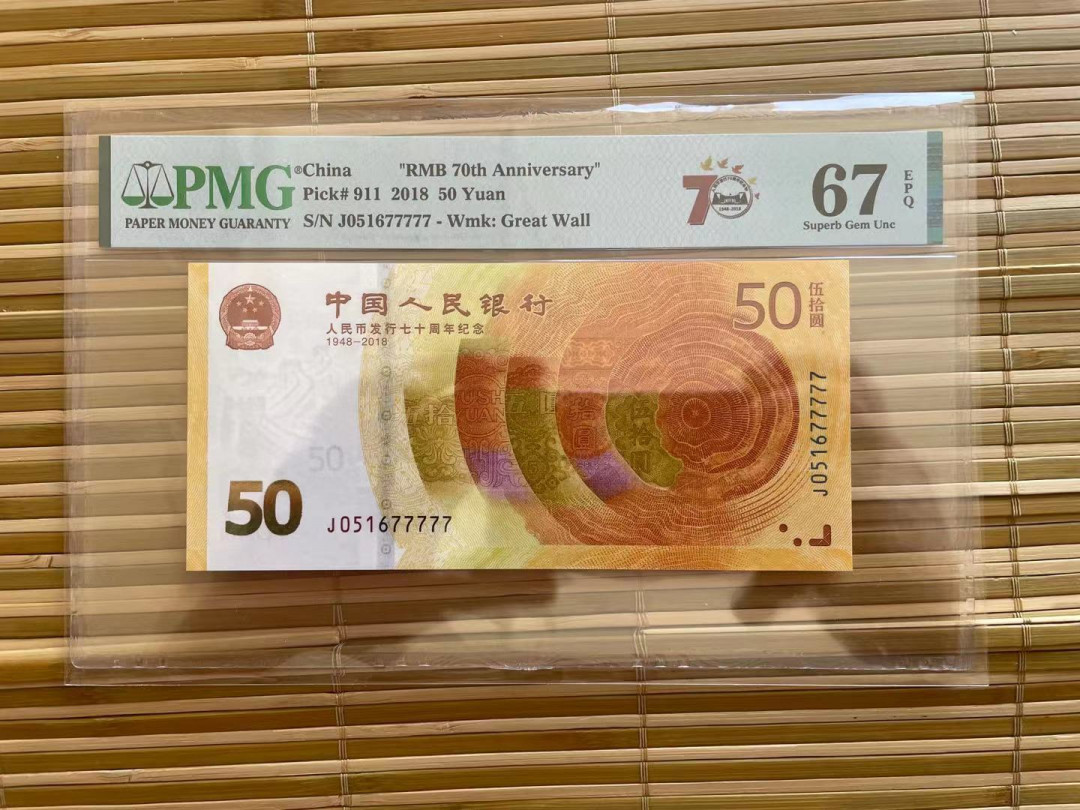 PMG
PAPER MONEY GUARANTY
®China "RMB 70th Anniversary"
Pick# 911 2018 50 Yuan
S/N J051677777 - Wmk: Great Wall
70
1948-2018
67
EPQ
Superb Gem Unc
中国人民银行
人民币发行七十周年纪念
1948-2018
50
伍拾圆
50
50
J051677777
J051677777